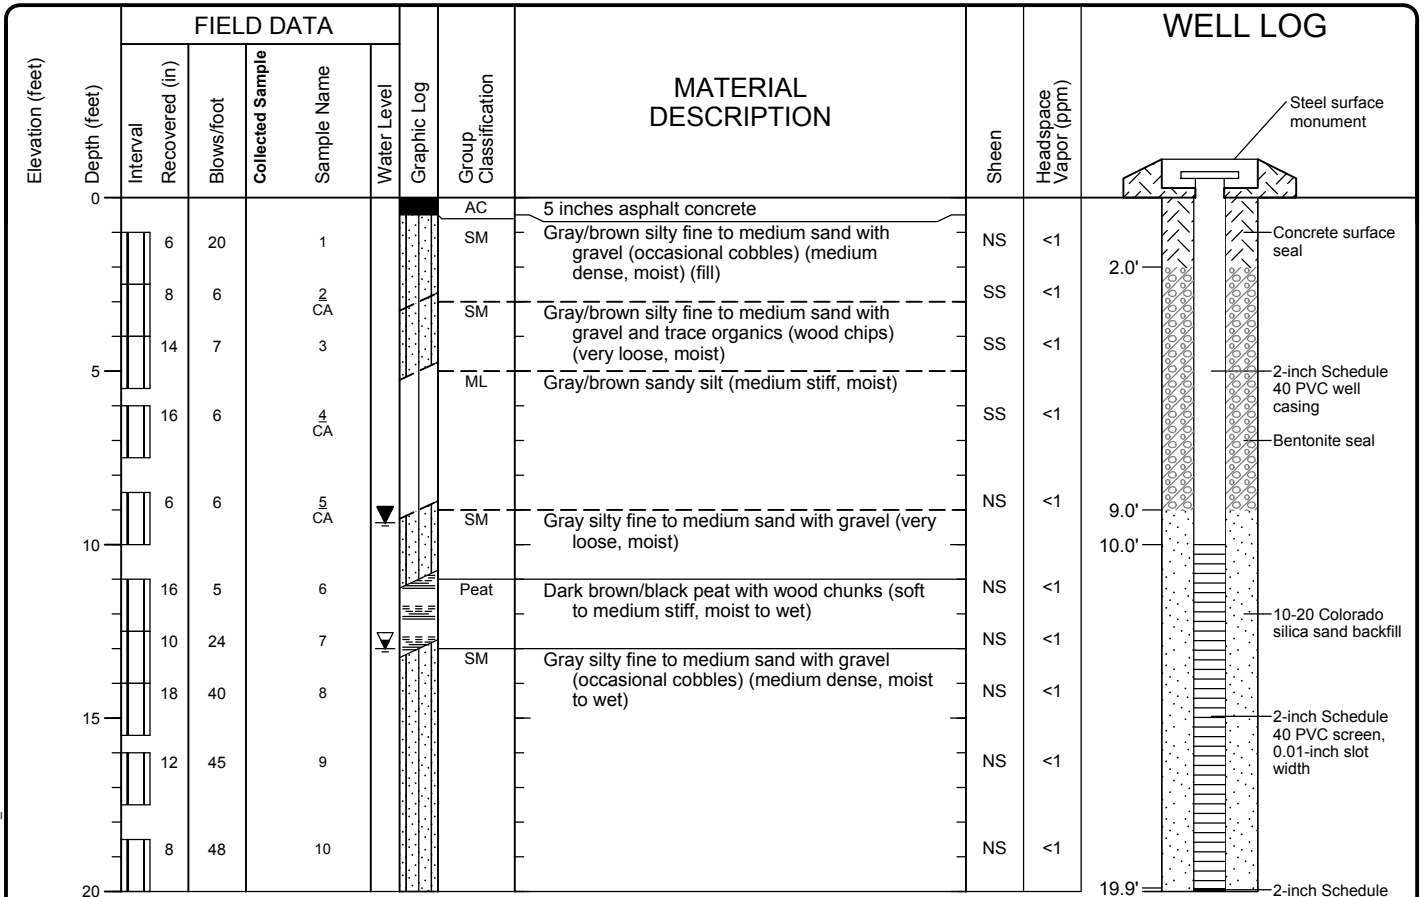 FIELD DATA
WELL LOG
Elevation (feet)
Depth (feet)
Interval
Recovered (in)
Blows/foot
Collected Sample
Sample Name
Water Level
Graphic Log
Group
Classification
MATERIAL
DESCRIPTION
Sheen
Headspace
Vapor (ppm)
Steel surface
monument
0
AC
5 inches asphalt concrete
6 20 1
SM
Gray/brown silty fine to medium sand with
gravel (occasional cobbles) (medium
dense, moist) (fill)
NS <1
Concrete surface
seal
2.0'
8 6 2
CA
SS <1
SM
Gray/brown silty fine to medium sand with
gravel and trace organics (wood chips)
(very loose, moist)
14 7 3
SS <1
5
ML
Gray/brown sandy silt (medium stiff, moist)
2-inch Schedule
40 PVC well
casing
16 6 4
CA
SS <1
Bentonite seal
6 6 5
CA
NS <1
9.0'
SM
Gray silty fine to medium sand with gravel (very
loose, moist)
10
10.0'
16 5 6
Peat
Dark brown/black peat with wood chunks (soft
to medium stiff, moist to wet)
NS <1
10-20 Colorado
silica sand backfill
10 24 7
NS <1
SM
Gray silty fine to medium sand with gravel
(occasional cobbles) (medium dense, moist
to wet)
18 40 8
NS <1
15
2-inch Schedule
40 PVC screen,
0.01-inch slot
width
12 45 9
NS <1
8 48 10
NS <1
20
19.9'
2-inch Schedule